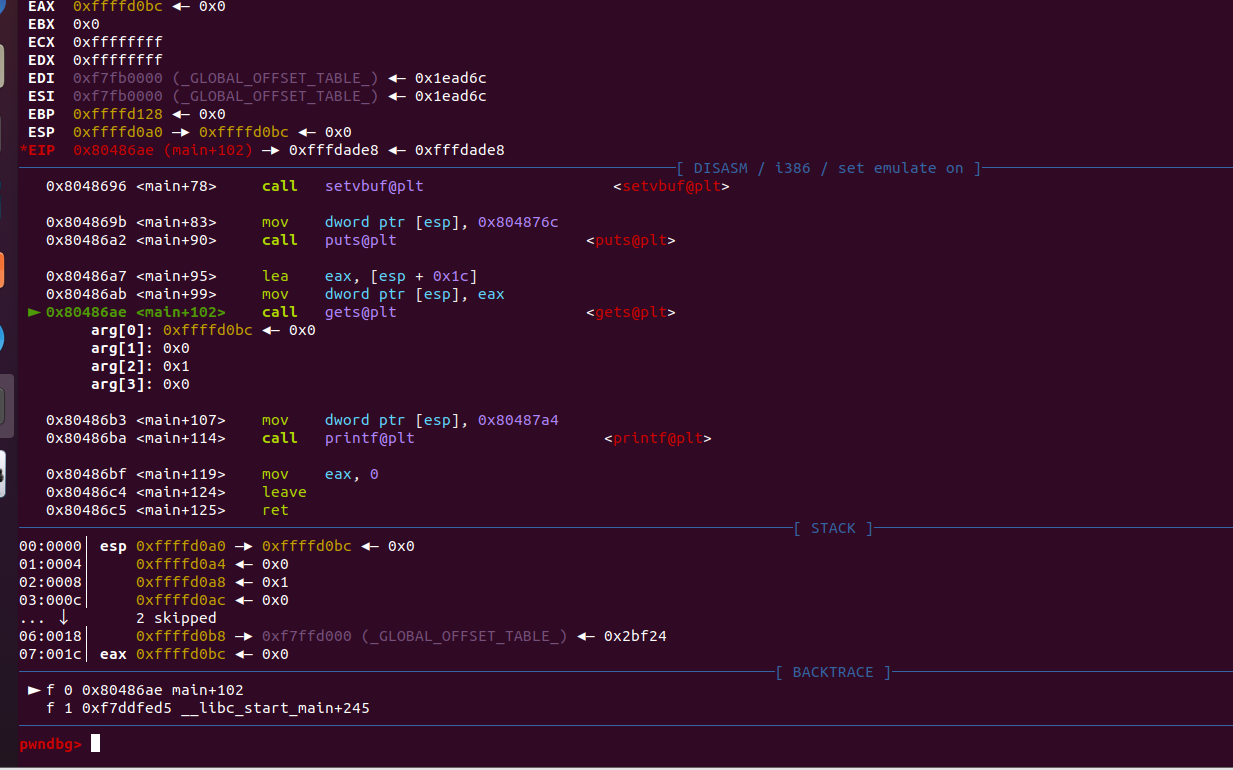 EAX  0xffffd0bc ◂— 0x0
EBX  0x0
ECX  0xffffffff
EDX  0xffffffff
EDI  0xf7fb0000 (_GLOBAL_OFFSET_TABLE_) ◂— 0x1ead6c
ESI  0xf7fb0000 (_GLOBAL_OFFSET_TABLE_) ◂— 0x1ead6c
EBP  0xffffd128 ◂— 0x0
ESP  0xffffd0a0 —▸ 0xffffd0bc ◂— 0x0
*EIP  0x80486ae (main+102) —▸ 0xfffdade8 ◂— 0xfffdade8
[ DISASM / i386 / set emulate on ]
0x8048696 <main+78>    call   setvbuf@plt                     <setvbuf@plt>
0x804869b <main+83>    mov    dword ptr [esp], 0x804876c
0x80486a2 <main+90>    call   puts@plt                     <puts@plt>
0x80486a7 <main+95>    lea    eax, [esp + 0x1c]
0x80486ab <main+99>    mov    dword ptr [esp], eax
► 0x80486ae <main+102>    call   gets@plt                     <gets@plt>
arg[0]: 0xffffd0bc ◂— 0x0
arg[1]: 0x0
arg[2]: 0x1
arg[3]: 0x0
0x80486b3 <main+107>    mov    dword ptr [esp], 0x80487a4
0x80486ba <main+114>    call   printf@plt                     <printf@plt>
0x80486bf <main+119>    mov    eax, 0
0x80486c4 <main+124>    leave
0x80486c5 <main+125>    ret
[ STACK ]
00:0000│ esp 0xffffd0a0 —▸ 0xffffd0bc ◂— 0x0
01:0004│     0xffffd0a4 ◂— 0x0
02:0008│     0xffffd0a8 ◂— 0x1
03:000c│     0xffffd0ac ◂— 0x0
... ↓        2 skipped
06:0018│     0xffffd0b8 —▸ 0xf7ffd000 (_GLOBAL_OFFSET_TABLE_) ◂— 0x2bf24
07:001c│ eax 0xffffd0bc ◂— 0x0
[ BACKTRACE ]
► f 0 0x80486ae main+102
f 1 0xf7ddfed5 __libc_start_main+245
pwndbg>